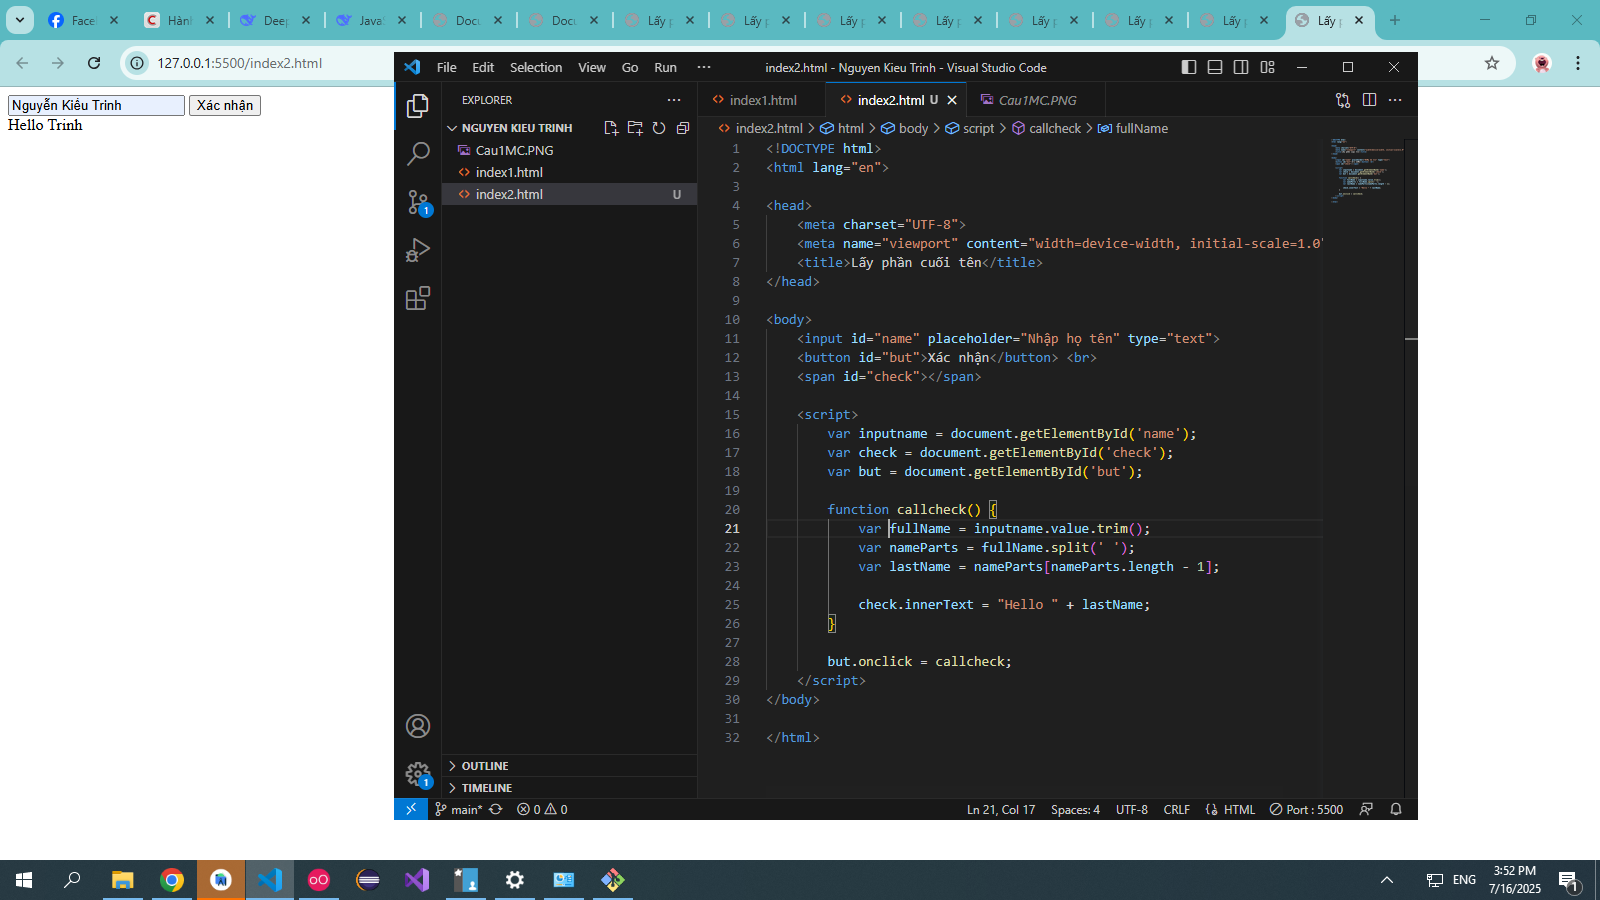 Facel
Hành
Deep
JavaS
Docu
Docu
Lấy p
Lấy p
Lấy p
Lấy p
Lấy p
Lấy p
Lấy p
Lấy p
127.0.0.1:5500/index2.html
Nguyễn Kiều Trinh Xác nhận
Hello Trinh
File Edit Selection View Go Run ··· index2.html - Nguyen Kieu Trinh - Visual Studio Code
EXPLORER ···
NGUYEN KIEU TRINH
Cau1MC.PNG
index1.html
index2.html U
1
OUTLINE
1
TIMELINE
index1.html index2.html U Cau1MC.PNG ···
index2.html > html > body > script > callcheck > fullName
1 <!DOCTYPE html>
2 <html lang="en">
3
4 <head>
5 <meta charset="UTF-8">
6 <meta name="viewport" content="width=device-width, initial-scale=1.0"
7 <title>Lấy phần cuối tên</title>
8 </head>
9
10 <body>
11 <input id="name" placeholder="Nhập họ tên" type="text">
12 <button id="but">Xác nhận</button> <br>
13 <span id="check"></span>
14
15 <script>
16 var inputname = document.getElementById('name');
17 var check = document.getElementById('check');
18 var but = document.getElementById('but');
19
20 function callcheck() {
21 var fullName = inputname.value.trim();
22 var nameParts = fullName.split(' ');
23 var lastName = nameParts[nameParts.length - 1];
24
25 check.innerText = "Hello " + lastName;
26 }
27
28 but.onclick = callcheck;
29 </script>
30 </body>
31
32 </html>
main* 0 0 Ln 21, Col 17 Spaces: 4 UTF-8 CRLF HTML Port : 5500
ENG
3:52 PM
7/16/2025
1